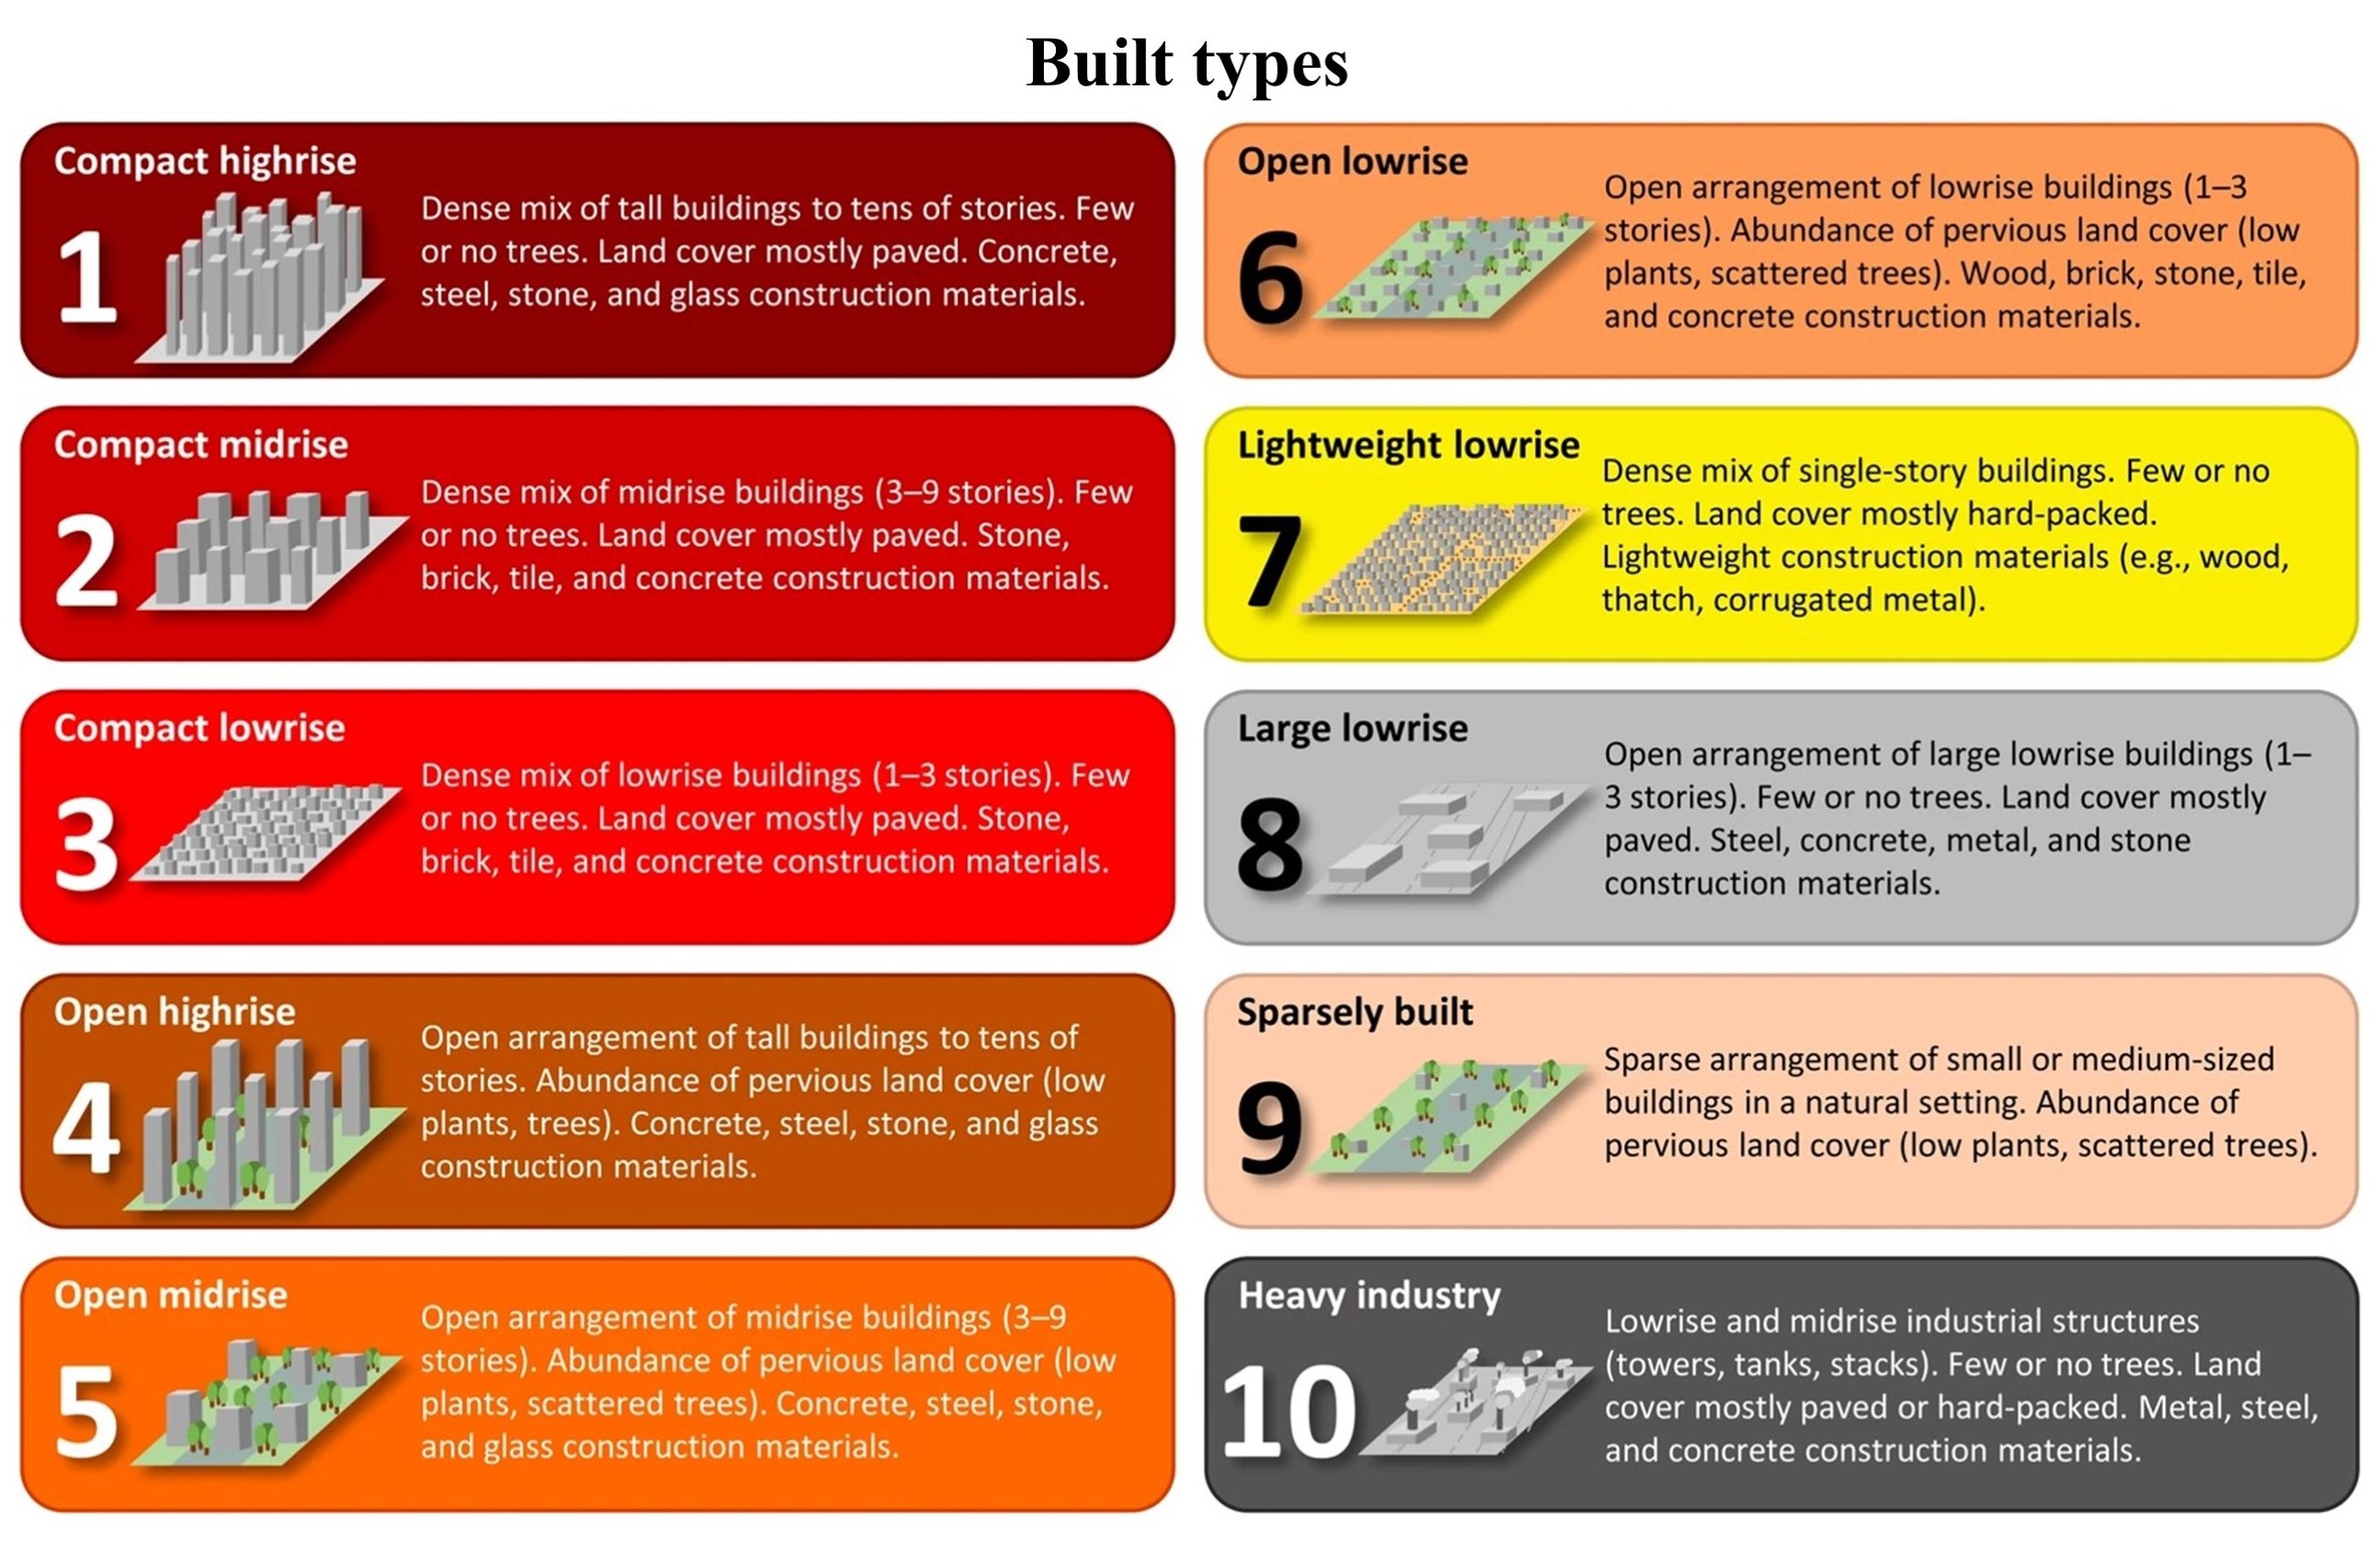 Built types
Compact highrise
1
Dense mix of tall buildings to tens of stories. Few
or no trees. Land cover mostly paved. Concrete,
steel, stone, and glass construction materials.
Compact midrise
2
Dense mix of midrise buildings (3–9 stories). Few
or no trees. Land cover mostly paved. Stone,
brick, tile, and concrete construction materials.
Compact lowrise
3
Dense mix of lowrise buildings (1–3 stories). Few
or no trees. Land cover mostly paved. Stone,
brick, tile, and concrete construction materials.
Open highrise
4
Open arrangement of tall buildings to tens of
stories. Abundance of pervious land cover (low
plants, trees). Concrete, steel, stone, and glass
construction materials.
Open midrise
5
Open arrangement of midrise buildings (3–9
stories). Abundance of pervious land cover (low
plants, scattered trees). Concrete, steel, stone,
and glass construction materials.
Open lowrise
6
Open arrangement of lowrise buildings (1–3
stories). Abundance of pervious land cover (low
plants, scattered trees). Wood, brick, stone, tile,
and concrete construction materials.
Lightweight lowrise
7
Dense mix of single-story buildings. Few or no
trees. Land cover mostly hard-packed.
Lightweight construction materials (e.g., wood,
thatch, corrugated metal).
Large lowrise
8
Open arrangement of large lowrise buildings (1–
3 stories). Few or no trees. Land cover mostly
paved. Steel, concrete, metal, and stone
construction materials.
Sparsely built
9
Sparse arrangement of small or medium-sized
buildings in a natural setting. Abundance of
pervious land cover (low plants, scattered trees).
Heavy industry
10
Lowrise and midrise industrial structures
(towers, tanks, stacks). Few or no trees. Land
cover mostly paved or hard-packed. Metal, steel,
and concrete construction materials.